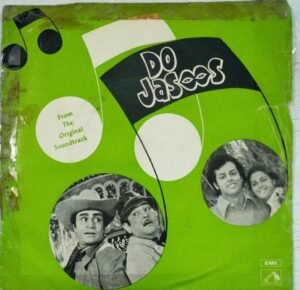 DO
Jasoos
From
The
Original
Soundtrack
EMI